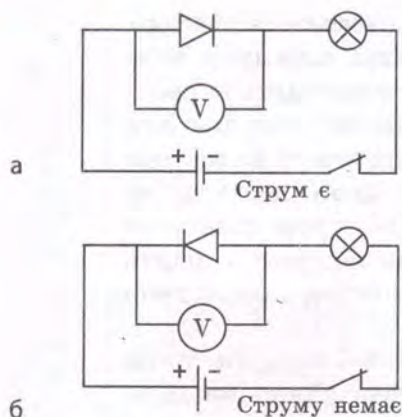 V
а
+ -
Струм є
V
+ -
б
Струму немає